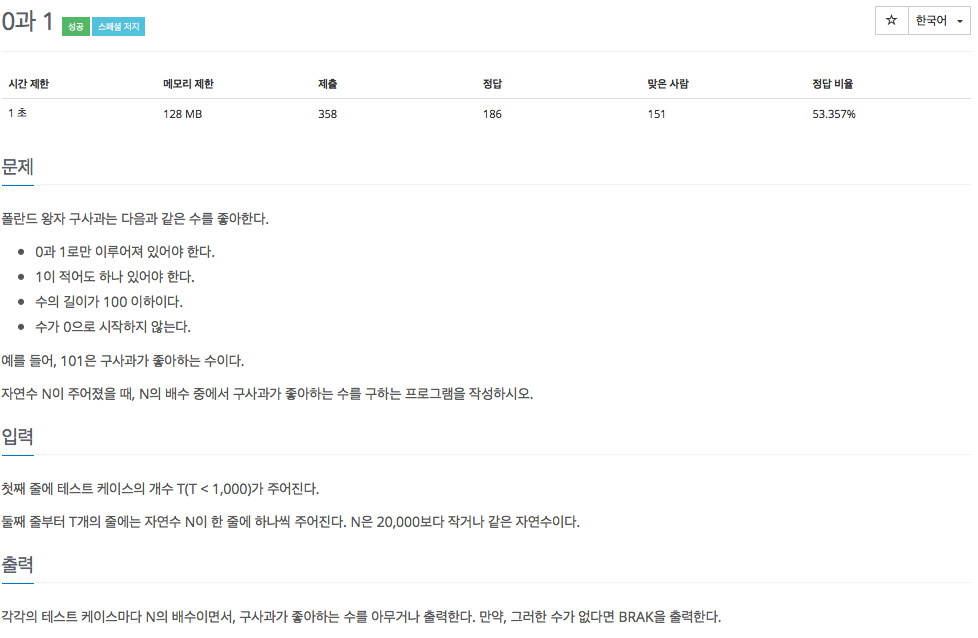 0과 1 성공 스페셜 저지
☆ 한국어
시간 제한 메모리 제한 제출 정답 맞은 사람 정답 비율
1 초 128 MB 358 186 151 53.357%
문제
폴란드 왕자 구사과는 다음과 같은 수를 좋아한다.
0과 1로만 이루어져 있어야 한다.
1이 적어도 하나 있어야 한다.
수의 길이가 100 이하이다.
수가 0으로 시작하지 않는다.
예를 들어, 101은 구사과가 좋아하는 수이다.
자연수 N이 주어졌을 때, N의 배수 중에서 구사과가 좋아하는 수를 구하는 프로그램을 작성하시오.
입력
첫째 줄에 테스트 케이스의 개수 T(T < 1,000)가 주어진다.
둘째 줄부터 T개의 줄에는 자연수 N이 한 줄에 하나씩 주어진다. N은 20,000보다 작거나 같은 자연수이다.
출력
각각의 테스트 케이스마다 N의 배수이면서, 구사과가 좋아하는 수를 아무거나 출력한다. 만약, 그러한 수가 없다면 BRAK을 출력한다.